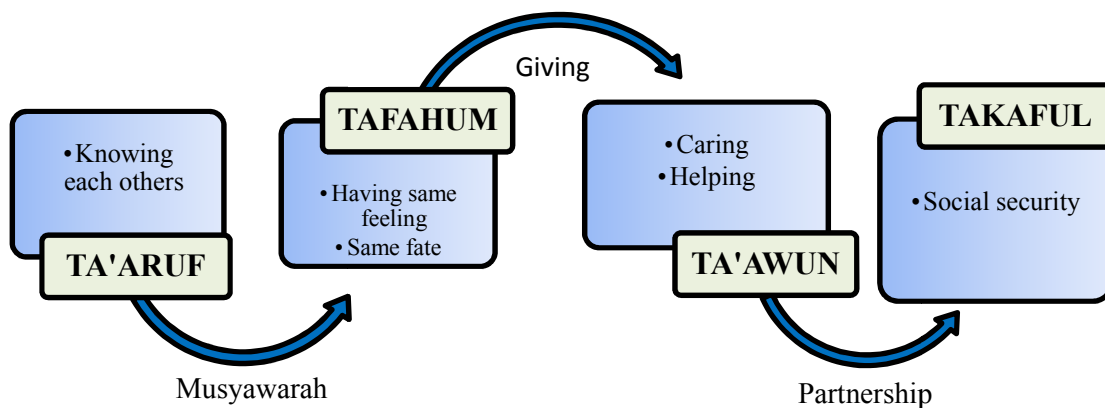 • Knowing
each others
TA'ARUF
Musyawarah
TAFAHUM
• Having same
feeling
• Same fate
Giving
• Caring
• Helping
TA'AWUN
Partnership
TAKAFUL
• Social security